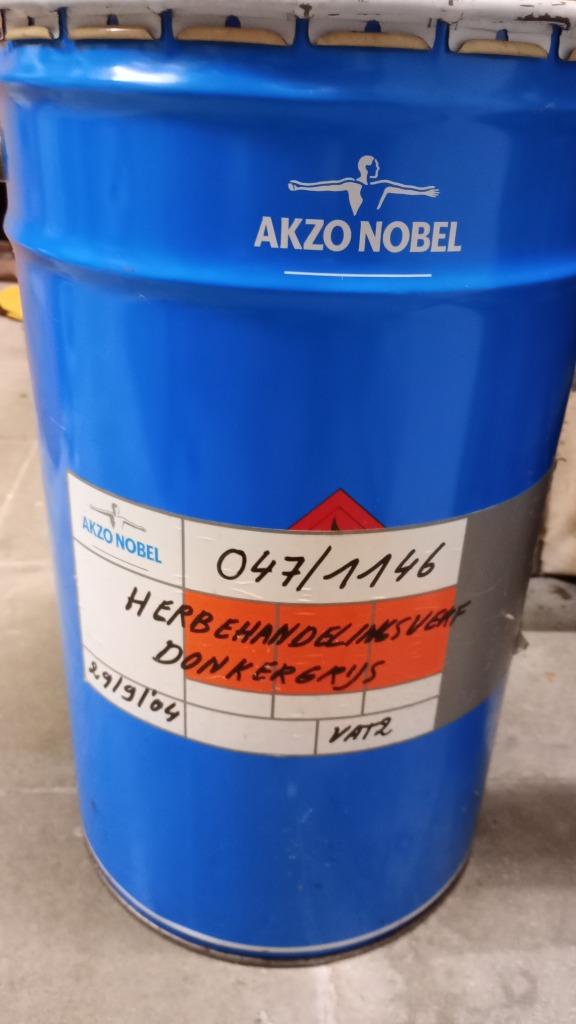 AKZO NOBEL
AKZO NOBEL
047/1146
HERBEHANDELINGSVERF
DONKERGRIJS
29/9/'04
VAT2